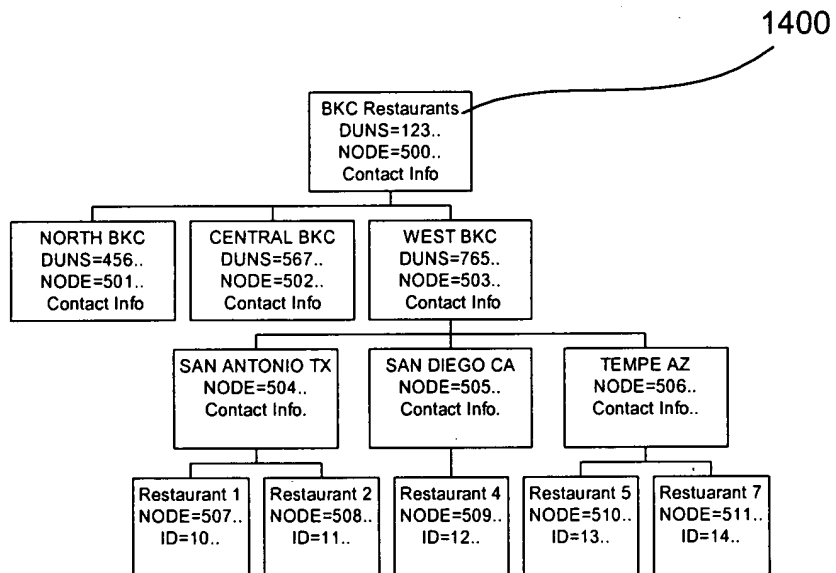 1400
BKC Restaurants
DUNS=123..
NODE=500..
Contact Info
NORTH BKC
DUNS=456..
NODE=501..
Contact Info
CENTRAL BKC
DUNS=567..
NODE=502..
Contact Info
WEST BKC
DUNS=765..
NODE=503..
Contact Info
SAN ANTONIO TX
NODE=504..
Contact Info.
SAN DIEGO CA
NODE=505..
Contact Info.
TEMPE AZ
NODE=506..
Contact Info..
Restaurant 1
NODE=507..
ID=10..
Restaurant 2
NODE=508..
ID=11..
Restaurant 4
NODE=509..
ID=12..
Restaurant 5
NODE=510..
ID=13..
Restuarant 7
NODE=511..
ID=14..